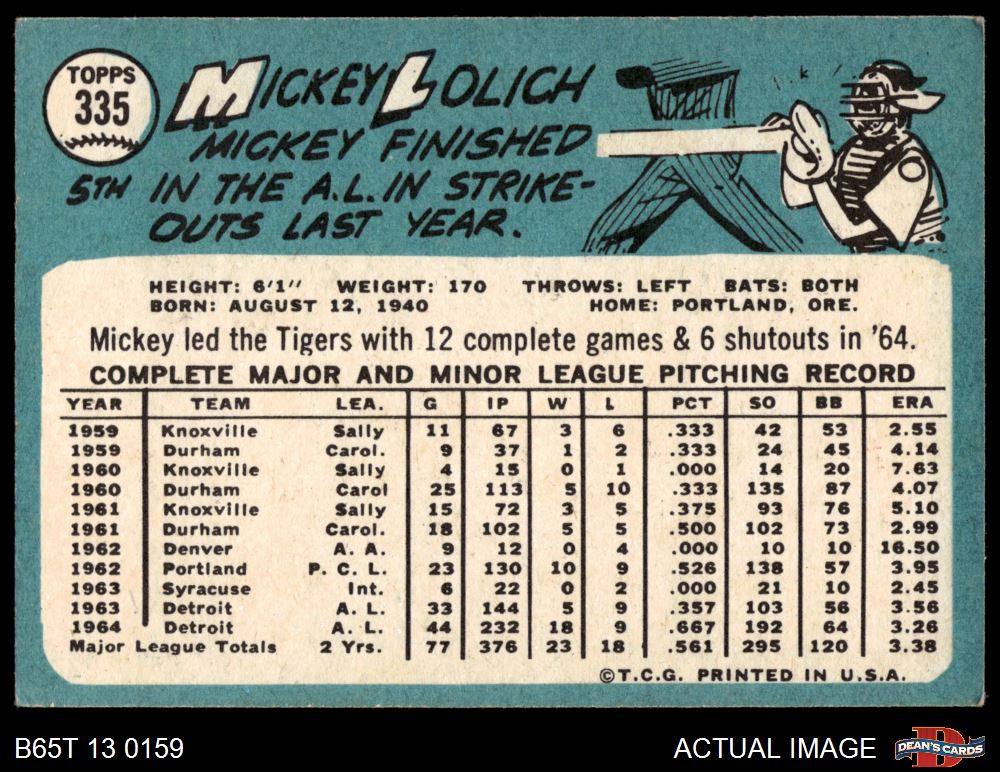 TOPPS
335
MICKEY LOLICH
MICKEY FINISHED
5TH IN THE A.L. IN STRIKE-
OUTS LAST YEAR.
HEIGHT: 6'1" WEIGHT: 170 THROWS: LEFT BATS: BOTH
BORN: AUGUST 12, 1940 HOME: PORTLAND, ORE.
Mickey led the Tigers with 12 complete games & 6 shutouts in '64.
COMPLETE MAJOR AND MINOR LEAGUE PITCHING RECORD
YEAR TEAM LEA. G IP W L PCT SO BB ERA
1959 Knoxville Sally 11 67 3 6 .333 42 53 2.55
1959 Durham Carol. 9 37 1 2 .333 24 45 4.14
1960 Knoxville Sally 4 15 0 1 .000 14 20 7.63
1960 Durham Carol 25 113 5 10 .333 135 87 4.07
1961 Knoxville Sally 15 72 3 5 .375 93 76 5.10
1961 Durham Carol. 18 102 5 5 .500 102 73 2.99
1962 Denver A. A. 9 12 0 4 .000 10 10 16.50
1962 Portland P. C. L. 23 130 10 9 .526 138 57 3.95
1963 Syracuse Int. 6 22 0 2 .000 21 10 2.45
1963 Detroit A. L. 33 144 5 9 .357 103 56 3.56
1964 Detroit A. L. 44 232 18 9 .667 192 64 3.26
Major League Totals 2 Yrs. 77 376 23 18 .561 295 120 3.38
©T.C.G. PRINTED IN U.S.A.
B65T 13 0159 ACTUAL IMAGE DEAN'S CARDS